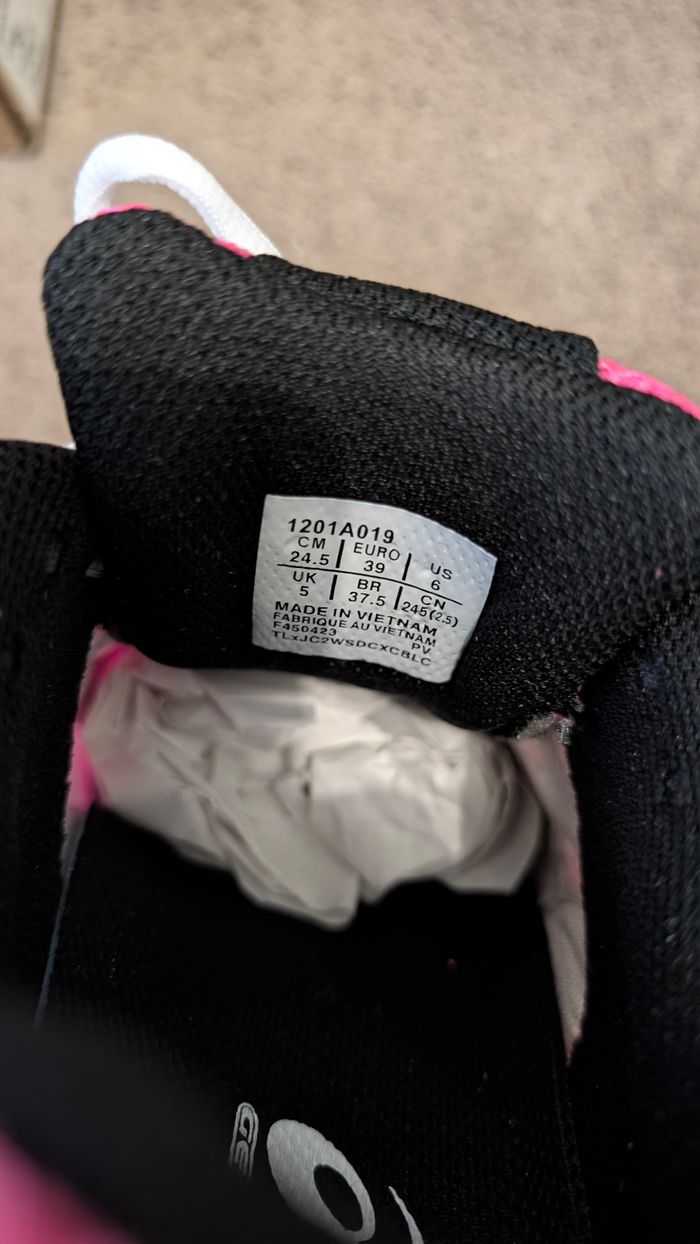 1201A019
CM EURO US
24.5 39 6
UK BR CN
5 37.5 245(2.5)
MADE IN VIETNAM
FABRIQUE AU VIETNAM
F450423 PV
TLxJC2WSDCXCBLC